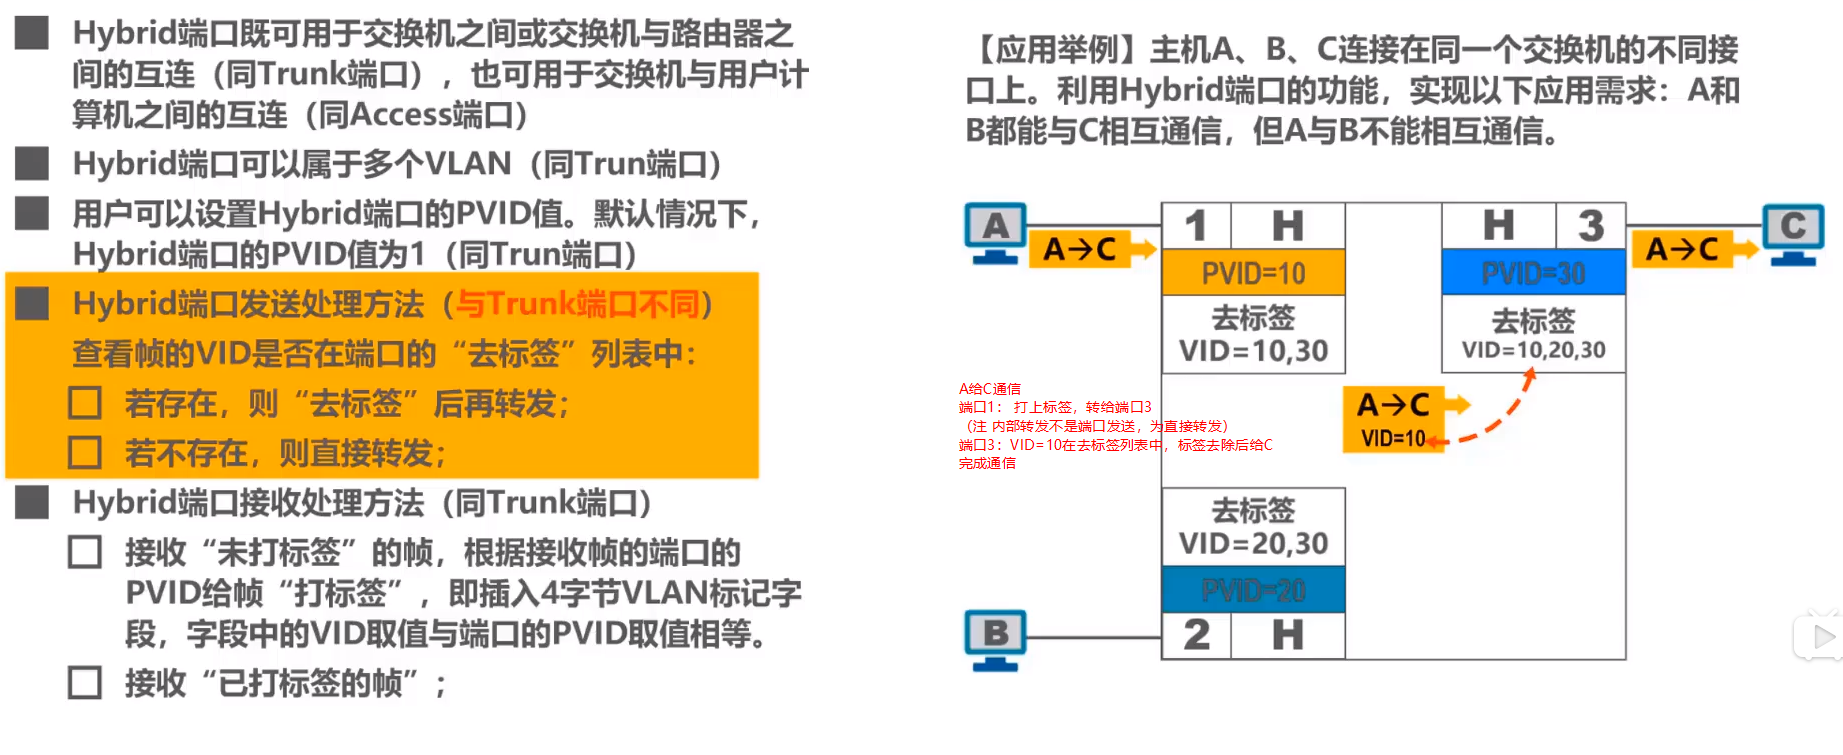 Hybrid端口既可用于交换机之间或交换机与路由器之
间的互连（同Trunk端口），也可用于交换机与用户计
算机之间的互连（同Access端口）
Hybrid端口可以属于多个VLAN（同Trun端口）
用户可以设置Hybrid端口的PVID值。默认情况下，
Hybrid端口的PVID值为1（同Trun端口）
Hybrid端口发送处理方法（与Trunk端口不同）
查看帧的VID是否在端口的“去标签”列表中：
若存在，则“去标签”后再转发；
若不存在，则直接转发；
Hybrid端口接收处理方法（同Trunk端口）
接收“未打标签”的帧，根据接收帧的端口的
PVID给帧“打标签”，即插入4字节VLAN标记字
段，字段中的VID取值与端口的PVID取值相等。
接收“已打标签的帧”；
【应用举例】主机A、B、C连接在同一个交换机的不同接
口上。利用Hybrid端口的功能，实现以下应用需求：A和
B都能与C相互通信，但A与B不能相互通信。
A
A→C
1
H
PVID=10
去标签
VID=10,30
H
3
PVID=30
去标签
VID=10,20,30
A→C
C
A给C通信
端口1： 打上标签，转给端口3
（注 内部转发不是端口发送，为直接转发）
端口3：VID=10在去标签列表中，标签去除后给C
完成通信
A→C
VID=10
去标签
VID=20,30
PVID=20
B
2
H